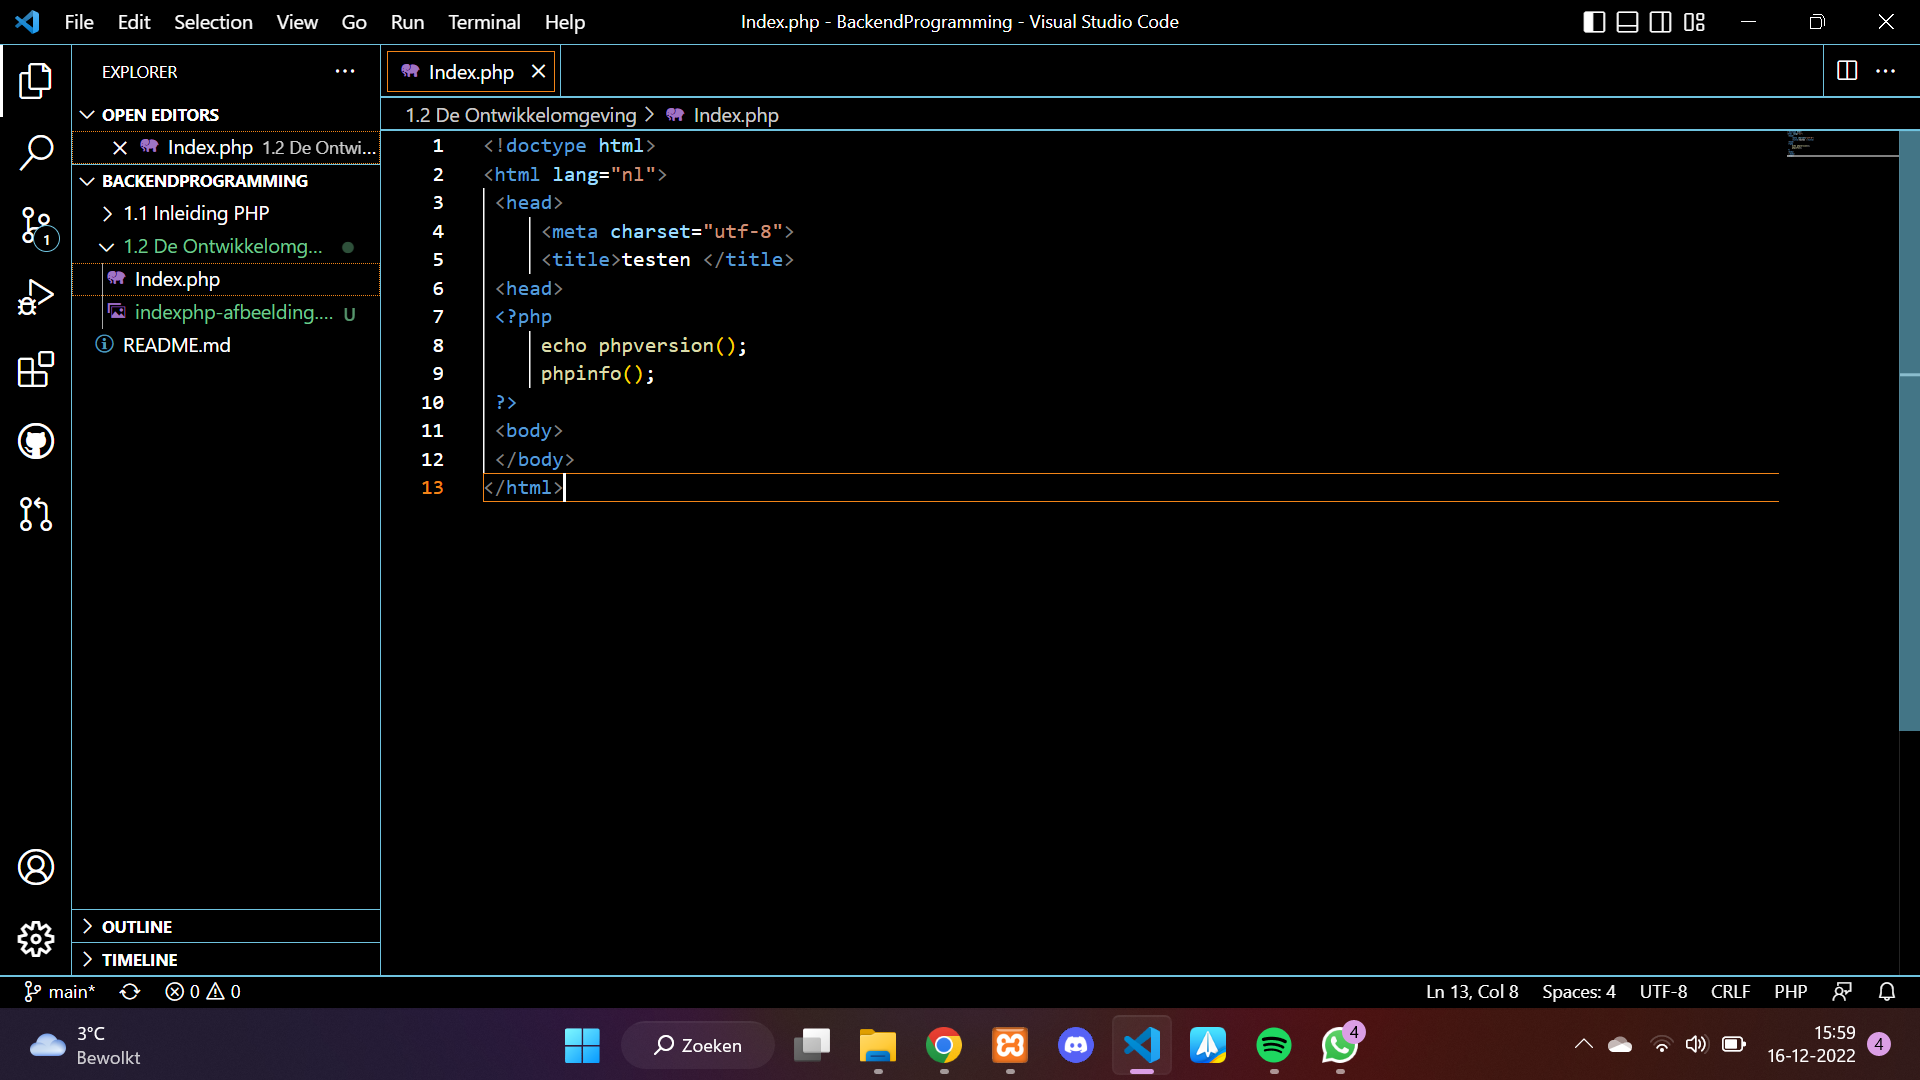 File Edit Selection View Go Run Terminal Help
Index.php - BackendProgramming - Visual Studio Code
EXPLORER
OPEN EDITORS
Index.php 1.2 De Ontwi...
BACKENDPROGRAMMING
1.1 Inleiding PHP
1.2 De Ontwikkelomg...
Index.php
indexphp-afbeelding.... U
README.md
1
OUTLINE
TIMELINE
Index.php
1.2 De Ontwikkelomgeving > Index.php
1 <!doctype html>
2 <html lang="nl">
3 <head>
4 <meta charset="utf-8">
5 <title>testen </title>
6 <head>
7 <?php
8 echo phpversion();
9 phpinfo();
10 ?>
11 <body>
12 </body>
13 </html>
main* 0 0
Ln 13, Col 8 Spaces: 4 UTF-8 CRLF PHP
3°C
Bewolkt
Zoeken
4
15:59
16-12-2022
4